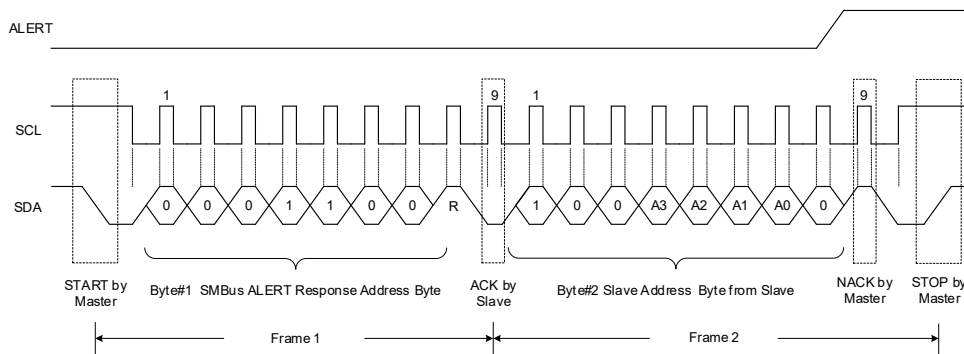 ALERT
1 9 1 9
SCL
SDA 0 0 0 1 1 0 0 R 1 0 0 A3 A2 A1 A0 0
START by Master
Byte#1 SMBus ALERT Response Address Byte
ACK by Slave
Byte#2 Slave Address Byte from Slave
NACK by Master
STOP by Master
Frame 1
Frame 2